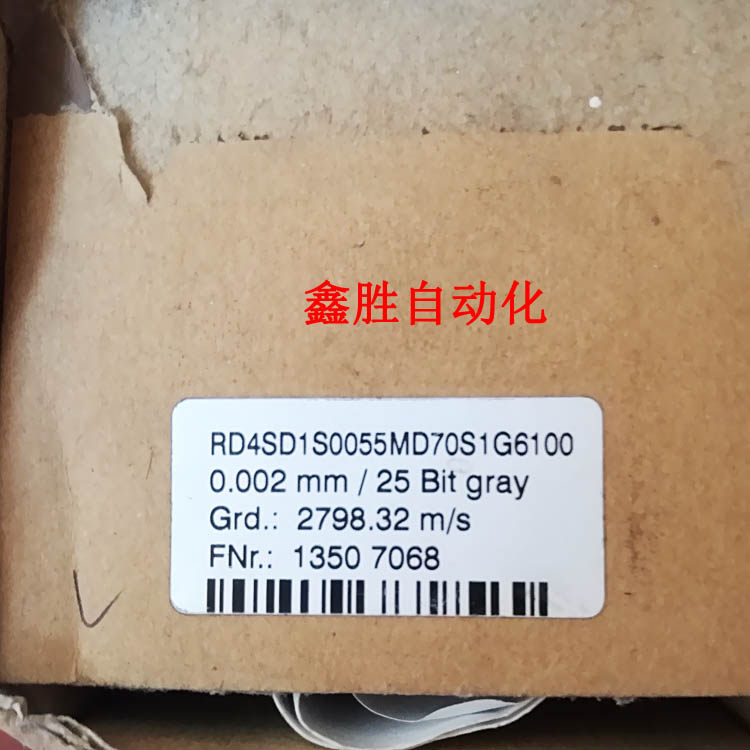 鑫胜自动化
RD4SD1S0055MD70S1G6100
0.002 mm / 25 Bit gray
Grd.: 2798.32 m/s
FNr.: 1350 7068